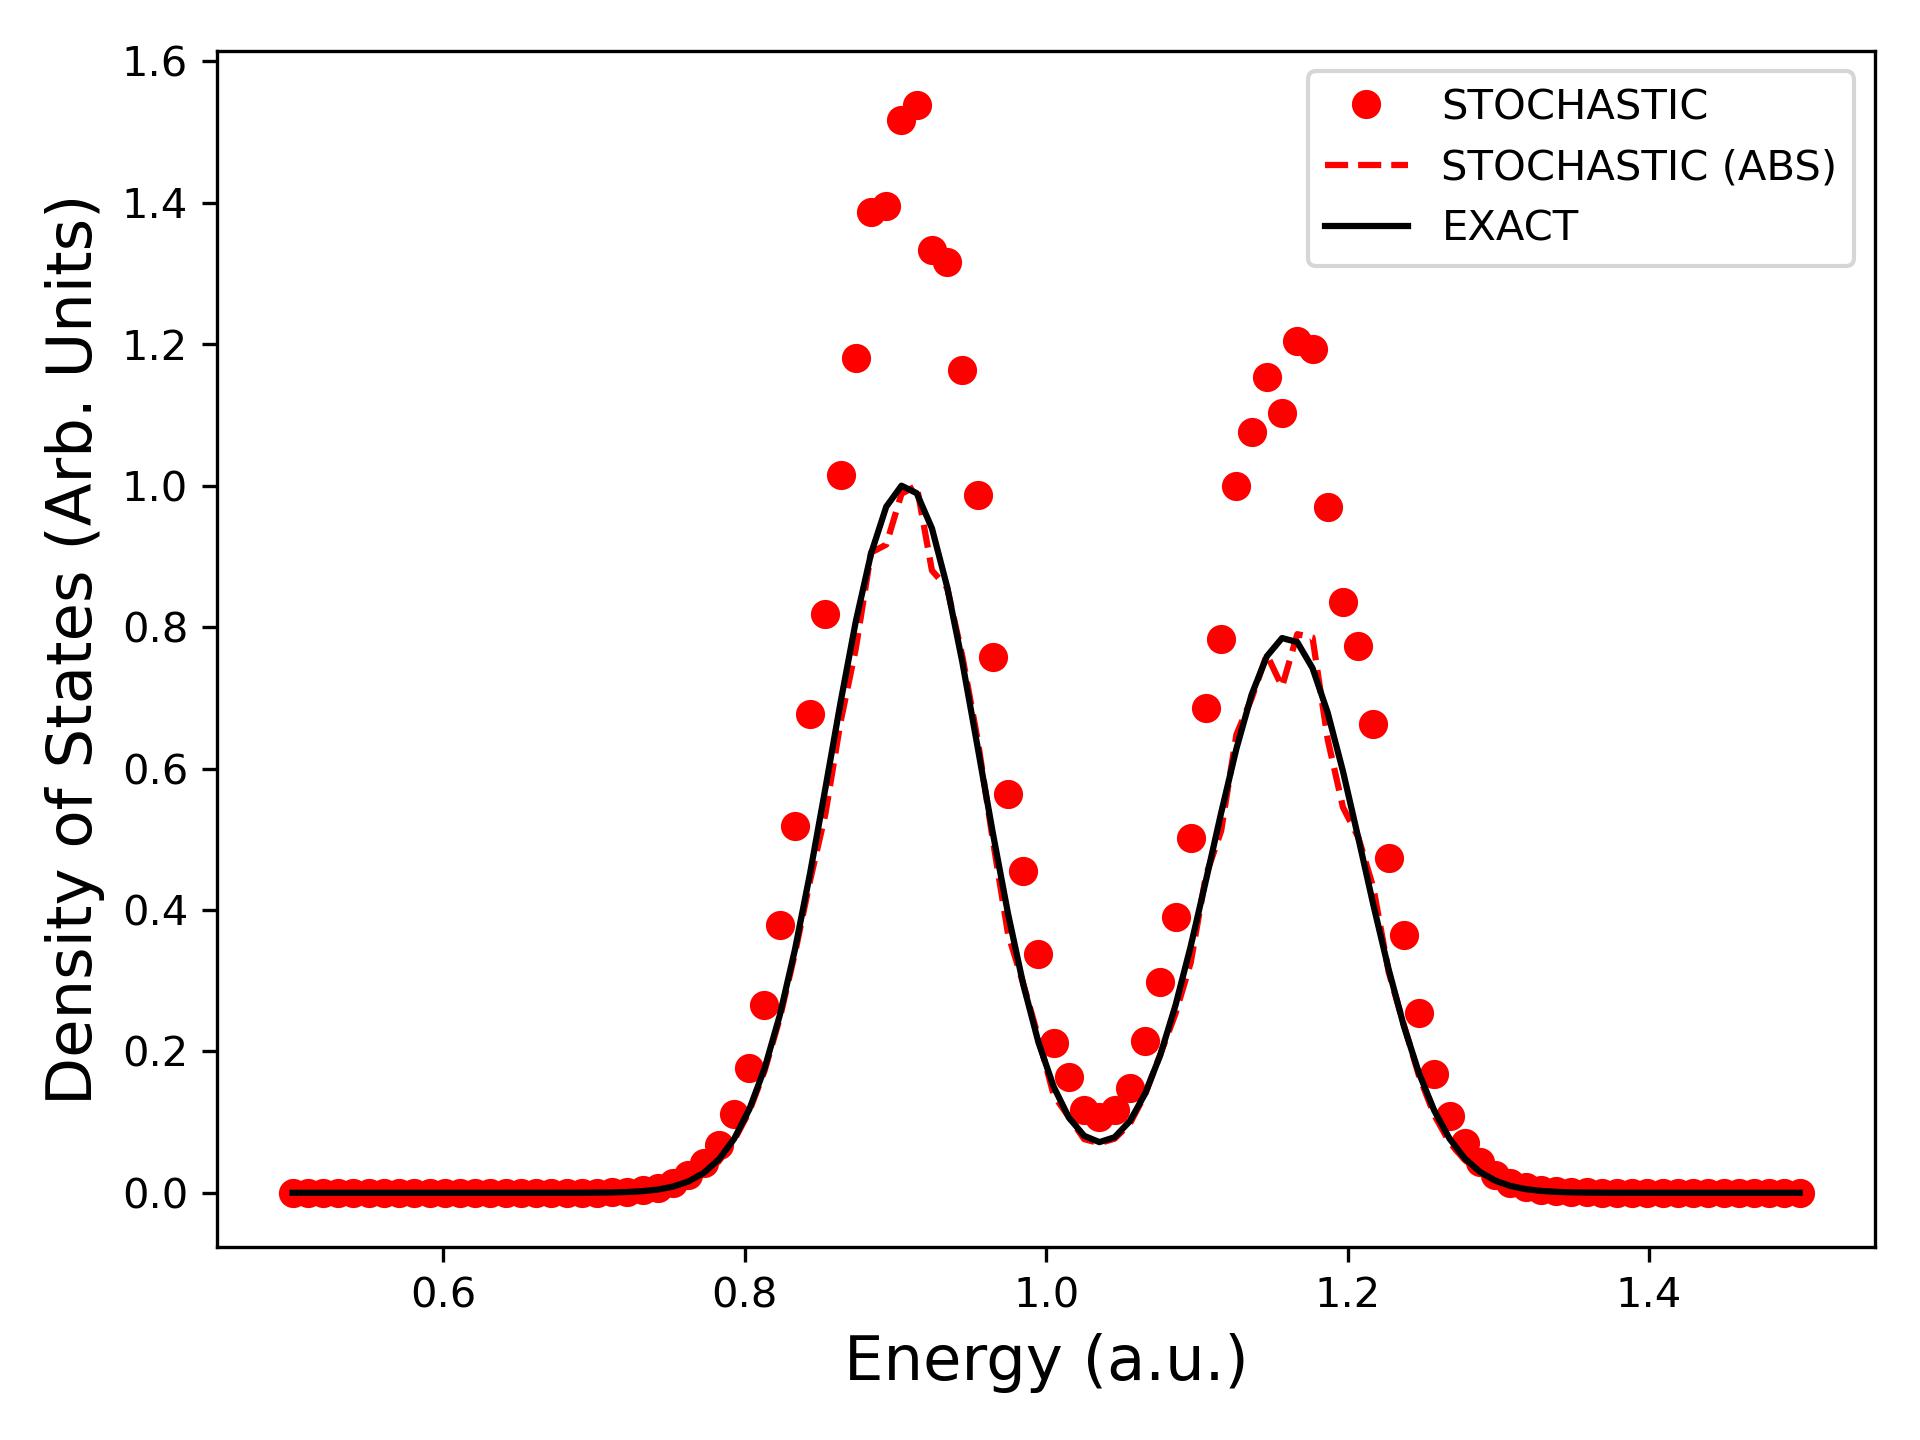 1.6
1.4
1.2
1.0
0.8
0.6
0.4
0.2
0.0
Density of States (Arb. Units)
STOCHASTIC
STOCHASTIC (ABS)
EXACT
0.6 0.8 1.0 1.2 1.4
Energy (a.u.)